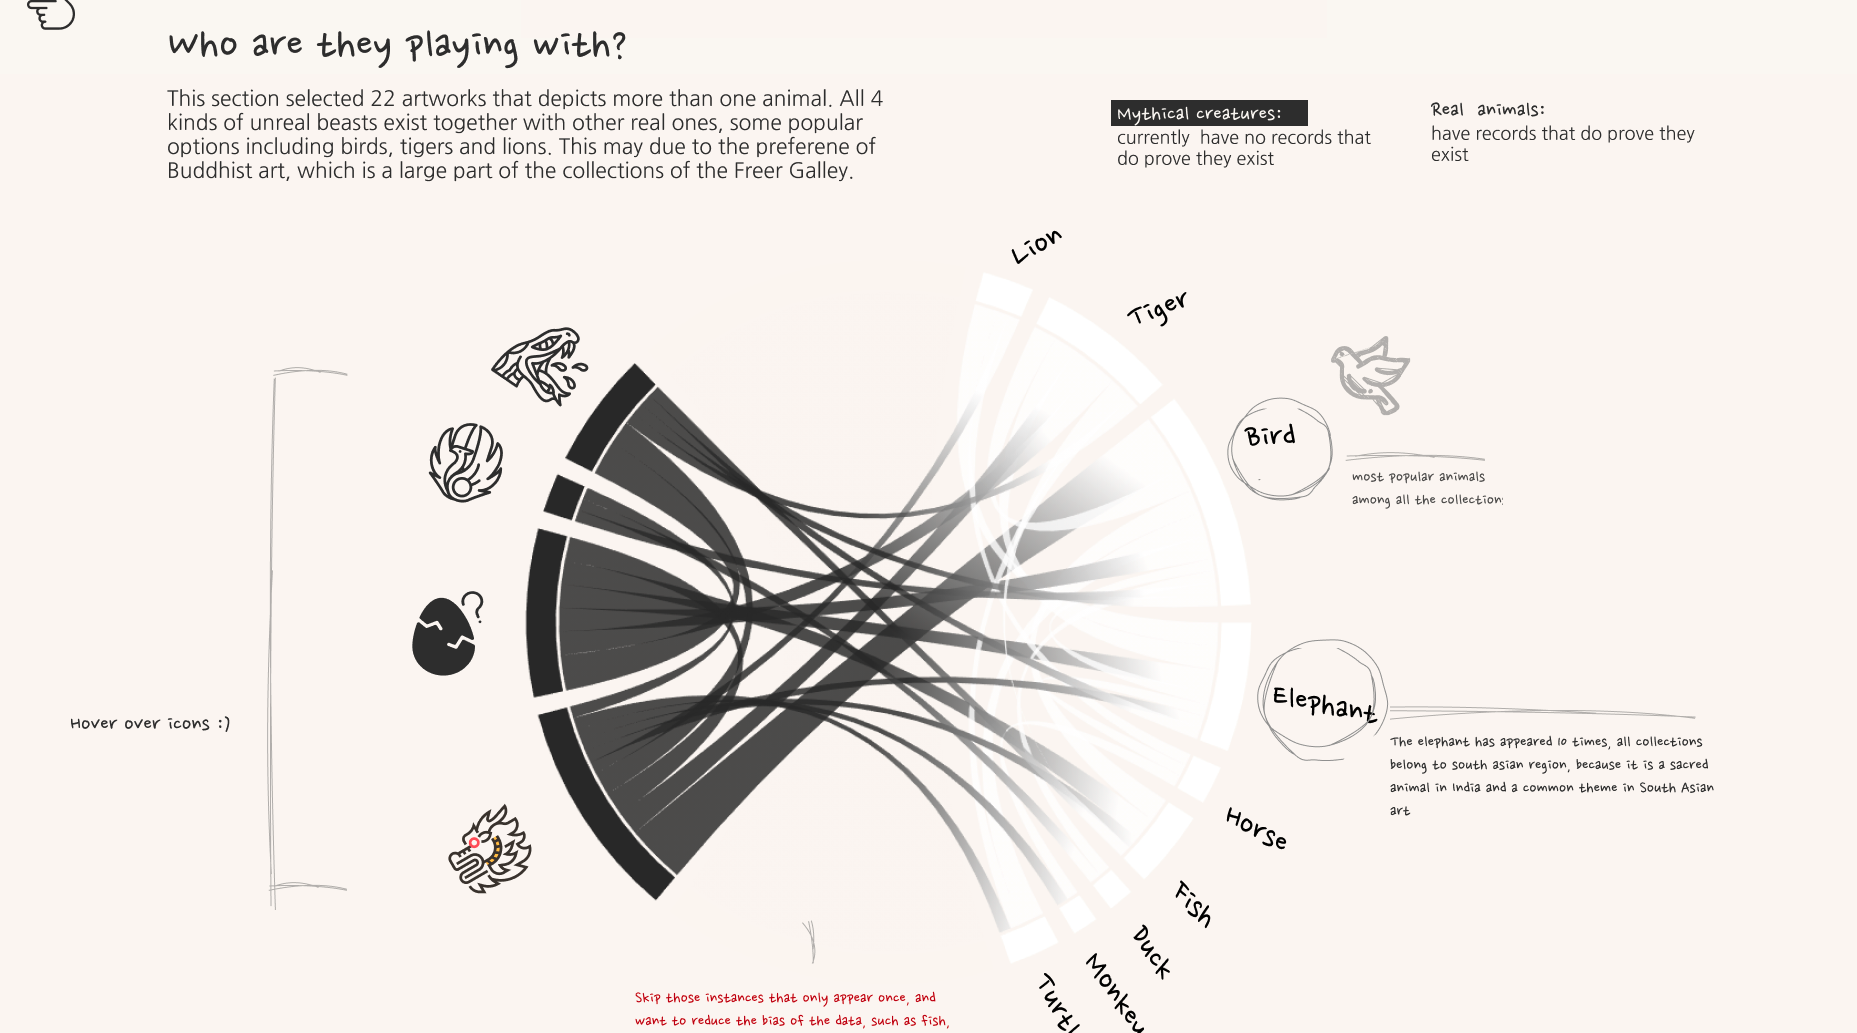 Who are they playing with?
This section selected 22 artworks that depicts more than one animal. All 4
kinds of unreal beasts exist together with other real ones, some popular
options including birds, tigers and lions. This may due to the preferene of
Buddhist art, which is a large part of the collections of the Freer Galley.
Mythical creatures:
currently have no records that
do prove they exist
Real animals:
have records that do prove they
exist
Lion
Tiger
Bird
most popular animals
among all the collection
?
Elephant
The elephant has appeared 10 times, all collections
belong to south asian region, because it is a sacred
animal in India and a common theme in South Asian
art
Hover over icons :)
Horse
Fish
Duck
Monkey
Turtl
Skip those instances that only appear once, and
want to reduce the bias of the data, such as fish,